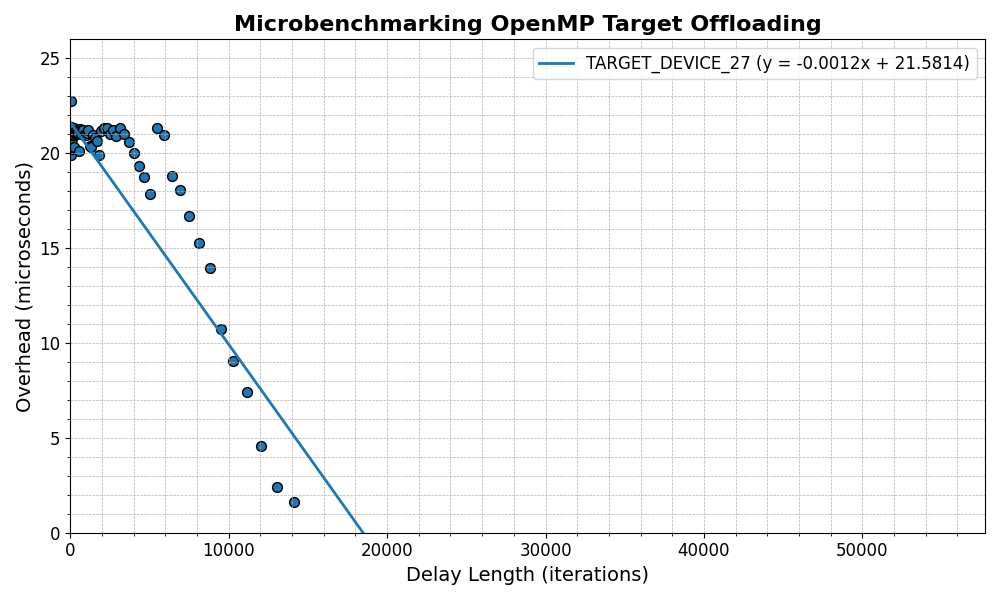 Microbenchmarking OpenMP Target Offloading
TARGET_DEVICE_27 (y = -0.0012x + 21.5814)
Overhead (microseconds)
25
20
15
10
5
0
0 10000 20000 30000 40000 50000
Delay Length (iterations)